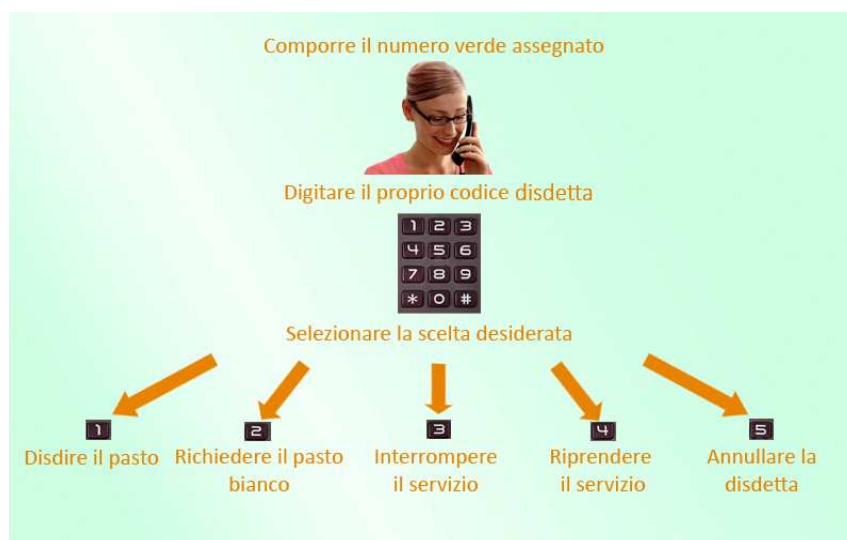 Comporre il numero verde assegnato
Digitare il proprio codice disdetta
1 2 3
4 5 6
7 8 9
* 0 #
Selezionare la scelta desiderata
1 2 3 4 5
Disdire il pasto Richiedere il pasto Interrompere Riprendere Annullare la
bianco il servizio il servizio disdetta